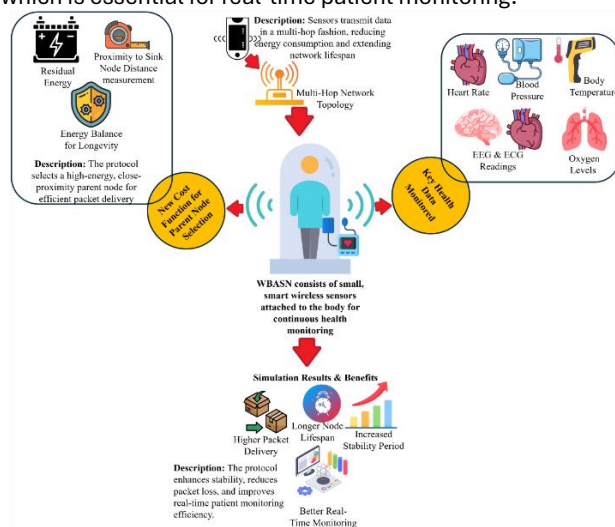 which is essential for real-time patient monitoring.
Description: Sensors transmit data
in a multi-hop fashion, reducing
energy consumption and extending
network lifespan
Multi-Hop Network
Topology
Residual
Energy
Proximity to Sink
Node Distance
measurement
Energy Balance
for Longevity
Description: The protocol
selects a high-energy, close-
proximity parent node for
efficient packet delivery
New Cost
Function for
Parent Node
Selection
Heart Rate
Blood
Pressure
Body
Temperature
EEG & ECG
Readings
Oxygen
Levels
Key Health
Data
Monitored
WBASN consists of small,
smart wireless sensors
attached to the body for
continuous health
monitoring
Simulation Results & Benefits
Higher Packet
Delivery
Longer Node
Lifespan
Increased
Stability Period
Description: The protocol
enhances stability, reduces
packet loss, and improves
real-time patient monitoring
efficiency.
Better Real-
Time Monitoring